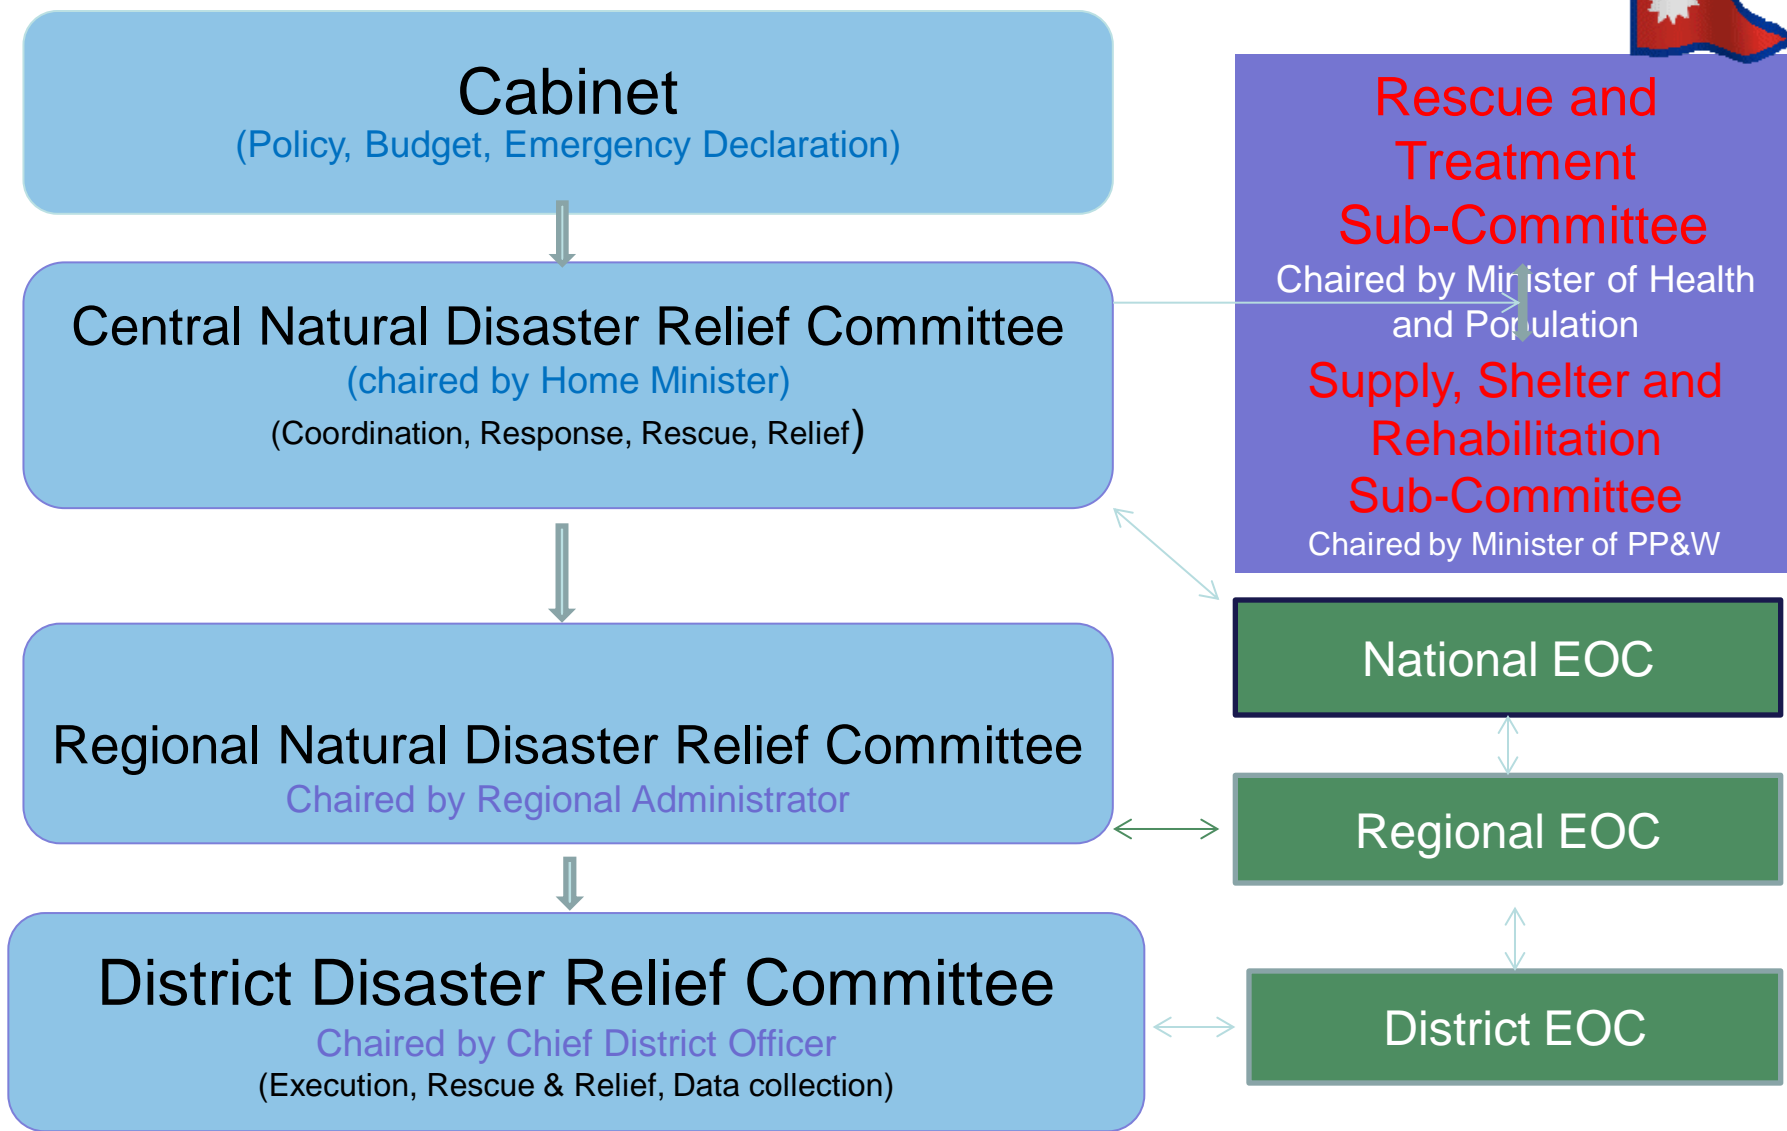 Cabinet
(Policy, Budget, Emergency Declaration)
Central Natural Disaster Relief Committee
(chaired by Home Minister)
(Coordination, Response, Rescue, Relief)
Regional Natural Disaster Relief Committee
Chaired by Regional Administrator
District Disaster Relief Committee
Chaired by Chief District Officer
(Execution, Rescue & Relief, Data collection)
Rescue and
Treatment
Sub-Committee
Chaired by Minister of Health
and Population
Supply, Shelter and
Rehabilitation
Sub-Committee
Chaired by Minister of PP&W
National EOC
Regional EOC
District EOC